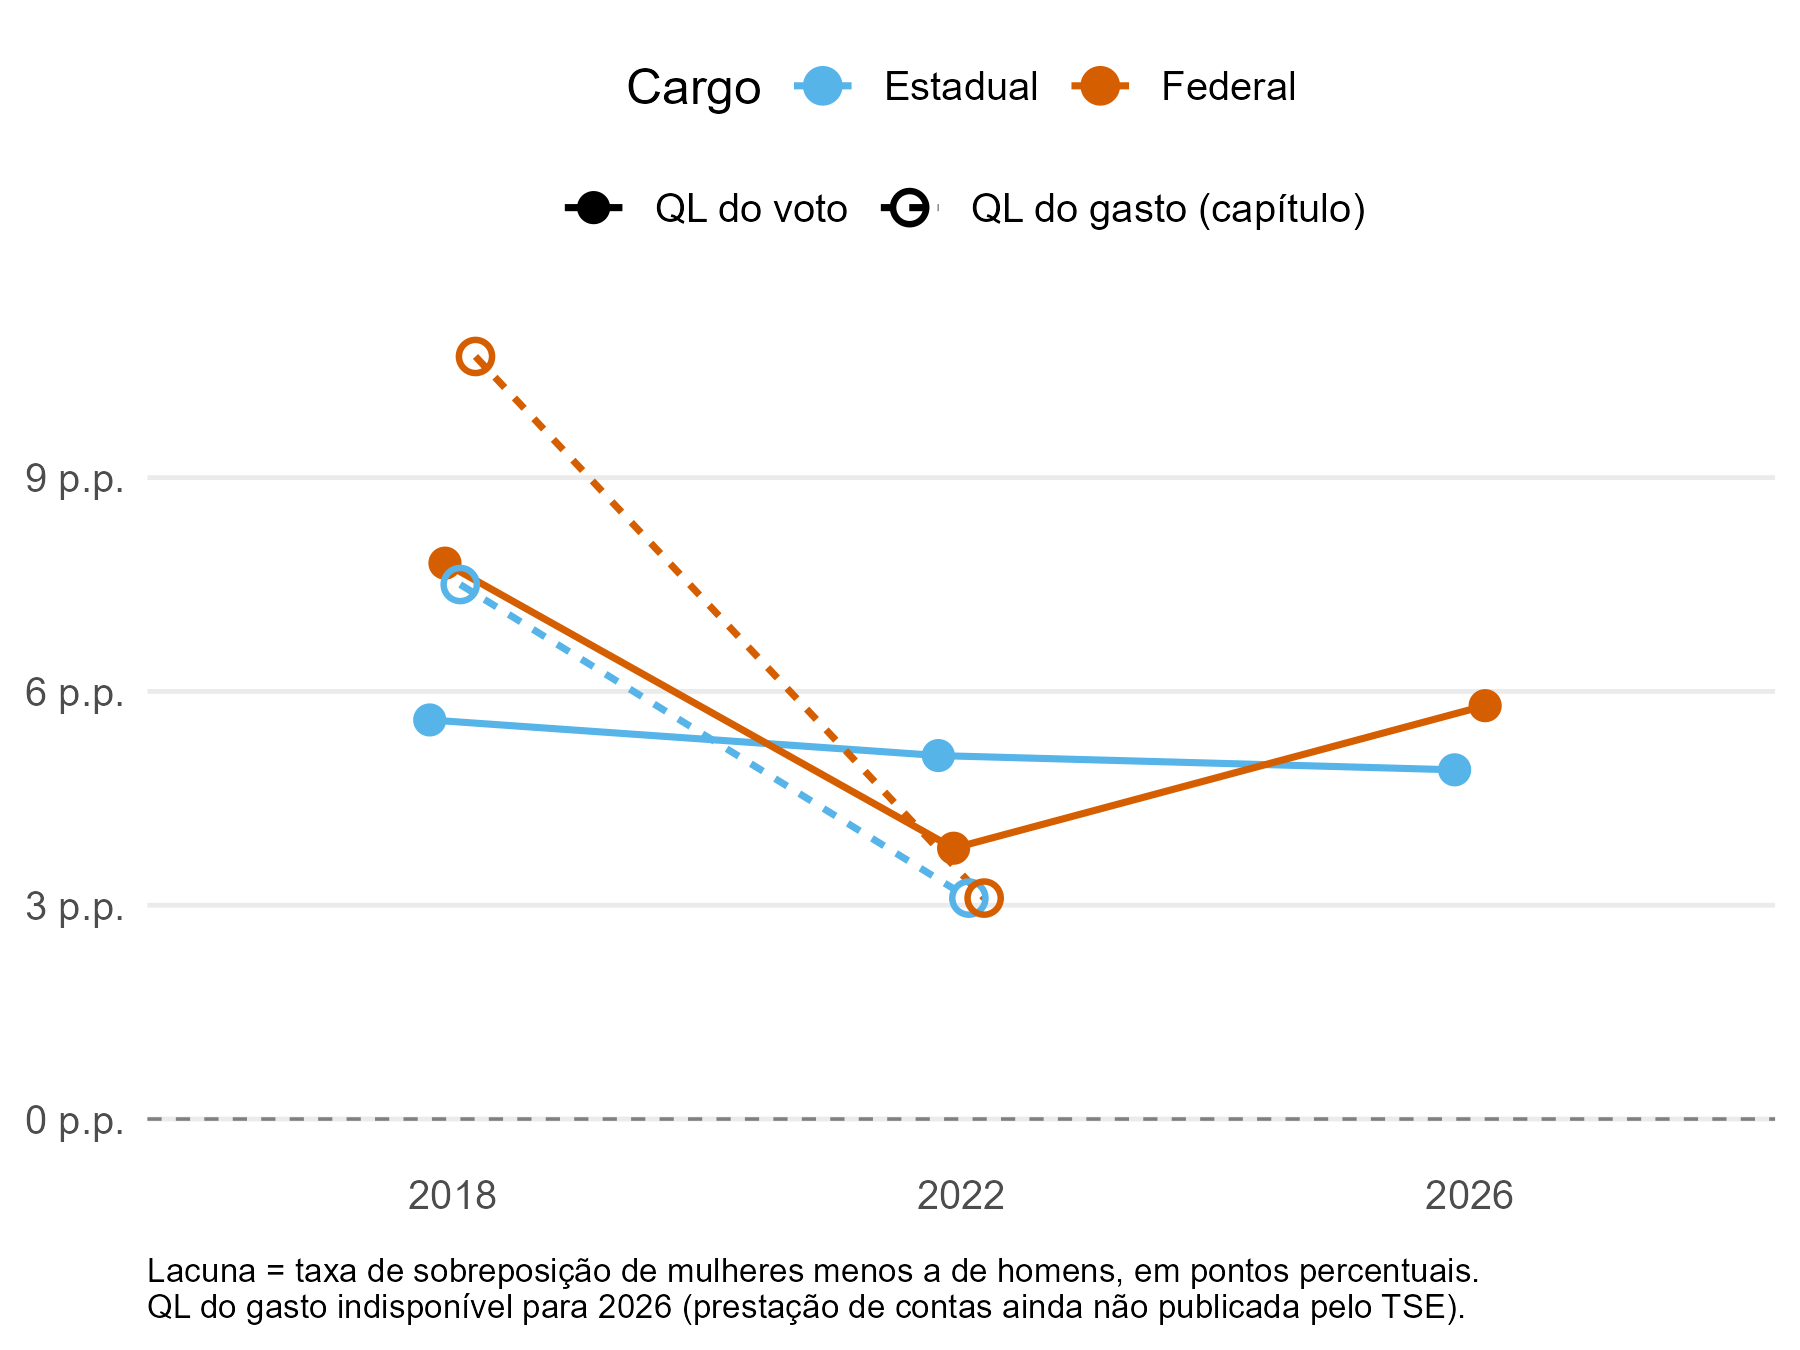 Cargo Estadual Federal
QL do voto QL do gasto (capítulo)
9 p.p.
6 p.p.
3 p.p.
0 p.p.
2018 2022 2026
Lacuna = taxa de sobreposição de mulheres menos a de homens, em pontos percentuais.
QL do gasto indisponível para 2026 (prestação de contas ainda não publicada pelo TSE).